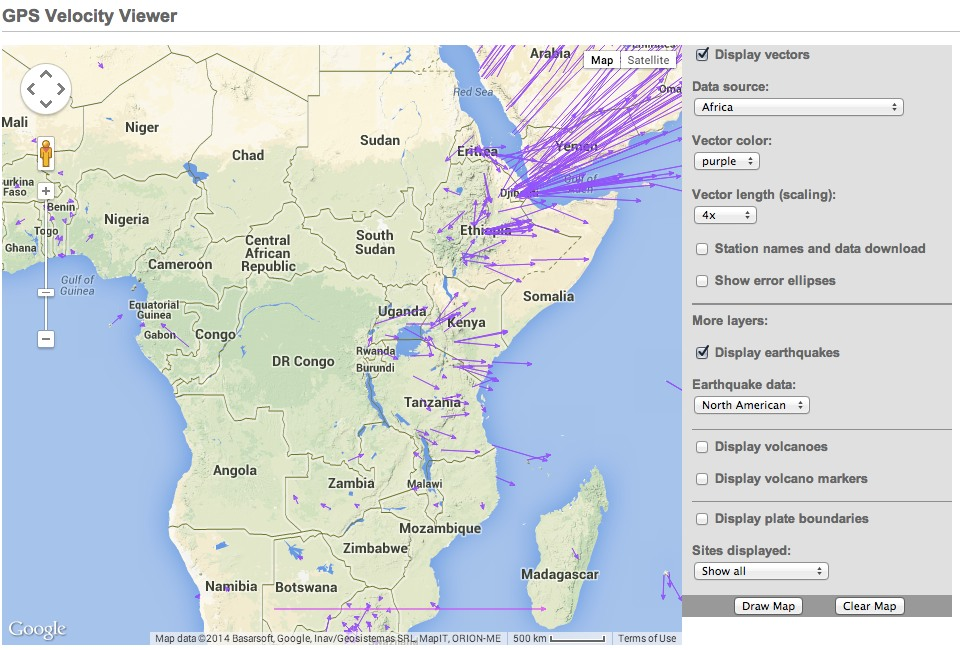 GPS Velocity Viewer
Arabia
Map
Satellite
Display vectors
Data source:
Africa
Vector color:
purple
Vector length (scaling):
4x
Station names and data download
Show error ellipses
More layers:
Display earthquakes
Earthquake data:
North American
Display volcanoes
Display volcano markers
Display plate boundaries
Sites displayed:
Show all
Draw Map
Clear Map
Red Sea
Oma
Mali
Niger
Chad
Sudan
Eritrea
Yemen
Gulf of
Djib
urkina
Faso
Benin
Togo
Ghana
Nigeria
Ethiopia
South
Sudan
Central
African
Republic
Cameroon
Gulf of
Guinea
Somalia
Equatorial
Guinea
Gabon
Congo
Uganda
Kenya
DR Congo
Rwanda
Burundi
Tanzania
Angola
Zambia
Malawi
Mozambique
Zimbabwe
Madagascar
Namibia
Botswana
Google
Map data ©2014 Basarsoft, Google, Inav/Geosistemas SRL, MapIT, ORION-ME
500 km
Terms of Use